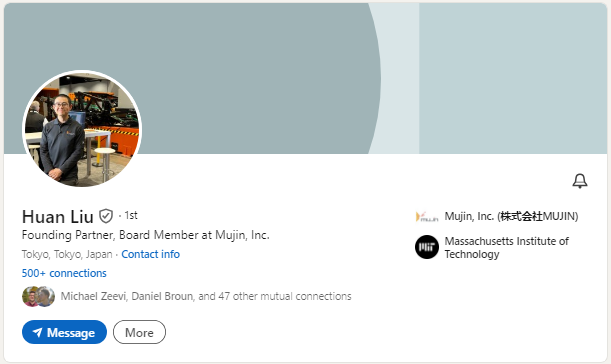 Huan Liu · 1st
Founding Partner, Board Member at Mujin, Inc.
Tokyo, Tokyo, Japan · Contact info
500+ connections
Michael Zeevi, Daniel Broun, and 47 other mutual connections
Message
More
MUJIN
Mujin, Inc. (株式会社MUJIN)
MIT
Massachusetts Institute of
Technology